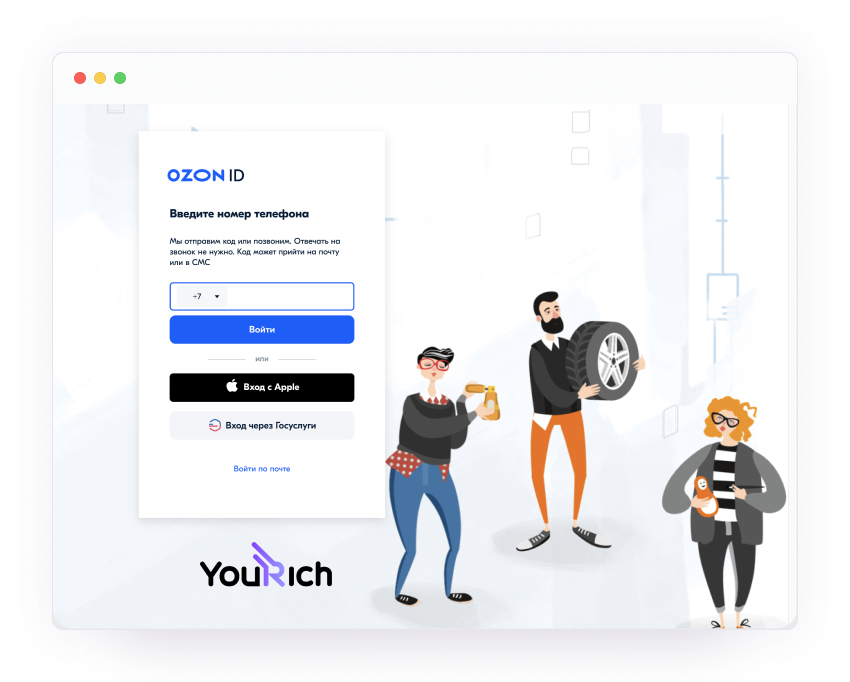 OZON ID
Введите номер телефона
Мы отправим код или позвоним. Отвечать на
звонок не нужно. Код может прийти на почту
или в СМС
+7
Войти
или
Вход с Apple
Вход через Госуслуги
Войти по почте
YouRich